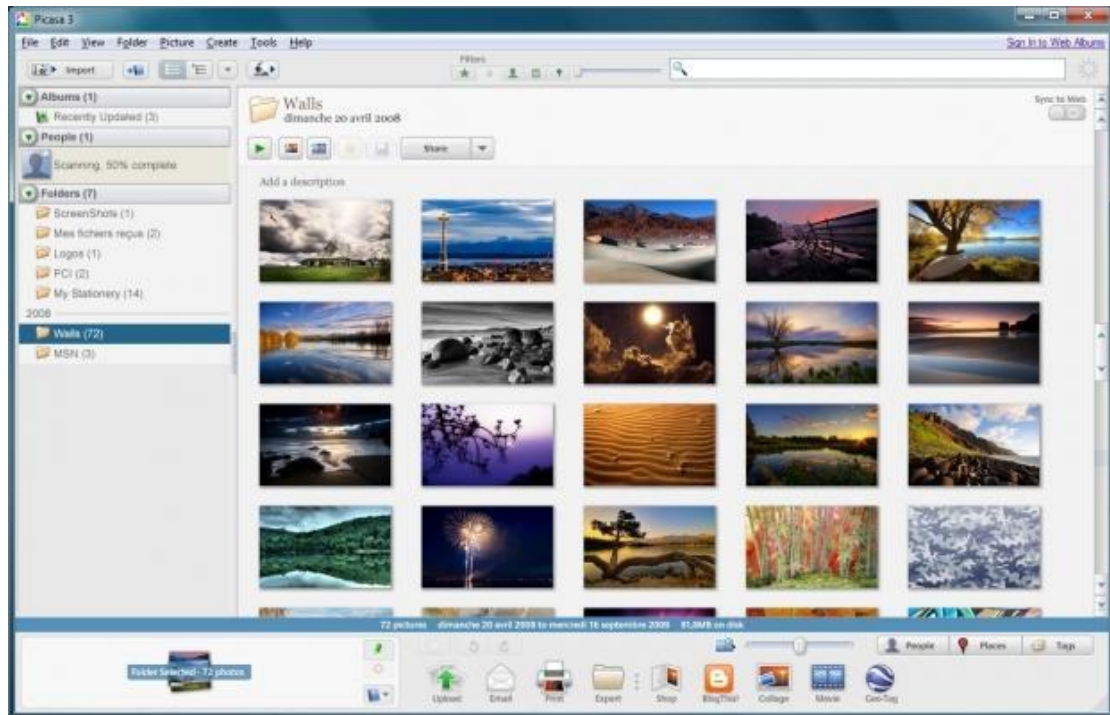 Picasa 3
File Edit View Folder Picture Create Tools Help
Sign In to Web Albums
Import
Filters
Albums (1)
Recently Updated (3)
People (1)
Scanning, 50% complete
Folders (7)
ScreenShots (1)
Mes fichiers reçus (2)
Logos (1)
PCI (2)
My Stationery (14)
2008
Walls (72)
MSN (3)
Walls
dimanche 20 avril 2008
Sync to Web
Share
Add a description
72 pictures dimanche 20 avril 2008 to mercredi 16 septembre 2009 81,8MB on disk
Folder Selected - 72 photos
People Places Tags
Upload Email Print Export Shop BlogThis! Collage Movie Geo-Tag